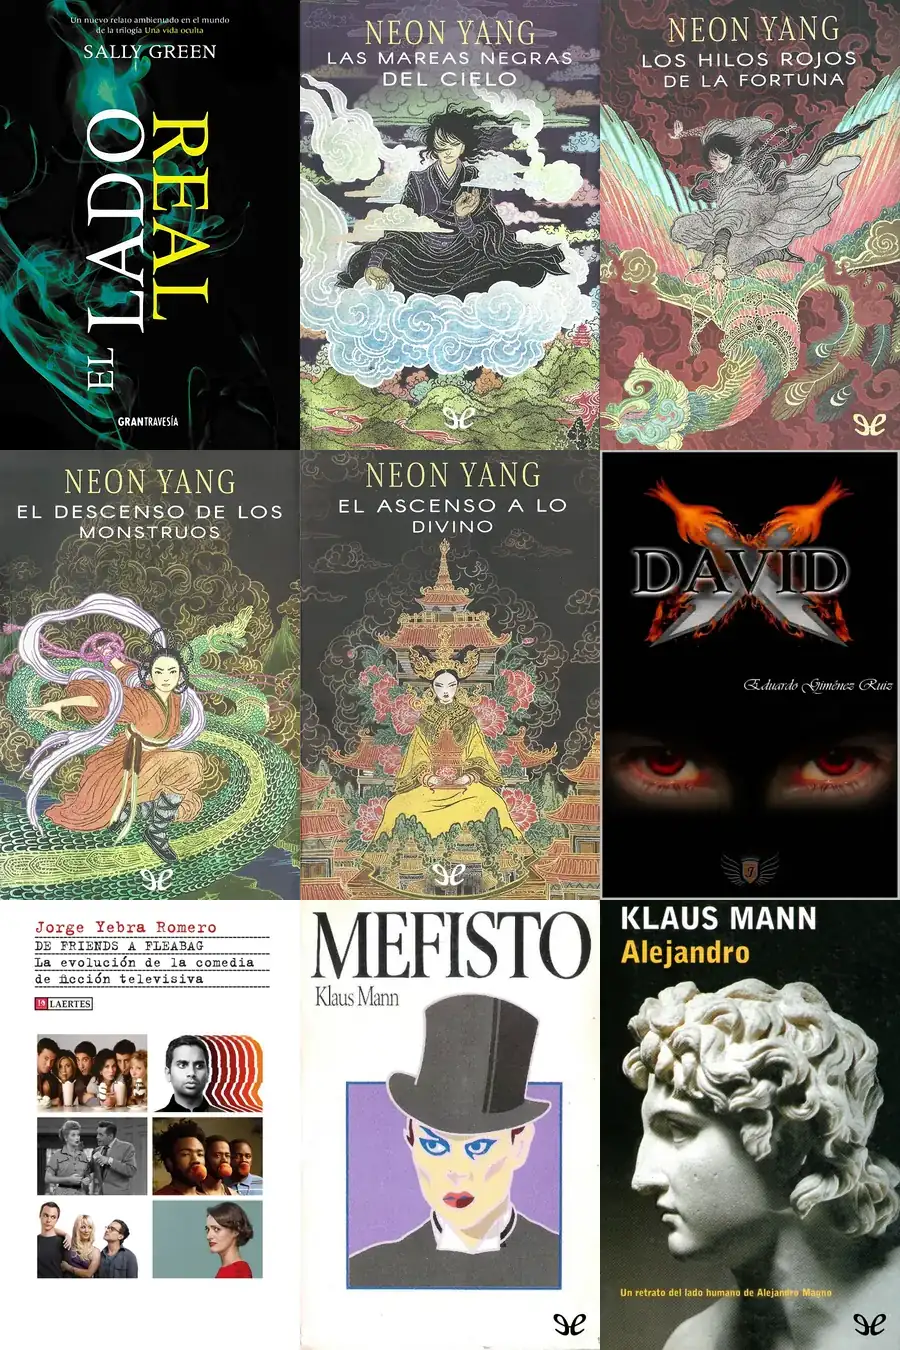 Un nuevo relato ambientado en el mundo
de la trilogía Una vida oculta
SALLY GREEN
EL LADO
REAL
GRANTRAVESÍA
NEON YANG
LAS MAREAS NEGRAS
DEL CIELO
NEON YANG
LOS HILOS ROJOS
DE LA FORTUNA
NEON YANG
EL DESCENSO DE LOS
MONSTRUOS
NEON YANG
EL ASCENSO A LO
DIVINO
X
DAVID
Eduardo Giménez Ruiz
J
Jorge Yebra Romero
DE FRIENDS A FLEABAG
La evolución de la comedia
de ficción televisiva
LAERTES
MEFISTO
Klaus Mann
KLAUS MANN
Alejandro
Un retrato del lado humano de Alejandro Magno